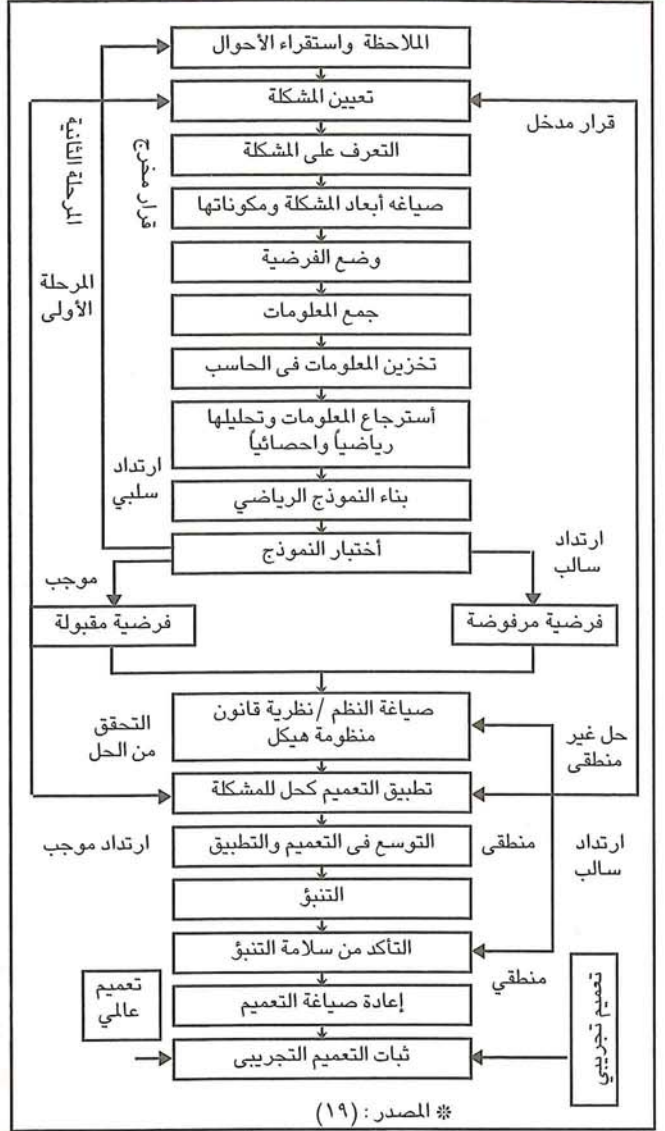 الملاحظة واستقراء الأحوال
تعيين المشكلة
قرار مدخل
التعرف على المشكلة
المرحلة الثانية
قرار مخرج
صياغه أبعاد المشكلة ومكوناتها
وضع الفرضية
المرحلة
الأولى
جمع المعلومات
تخزين المعلومات فى الحاسب
أسترجاع المعلومات وتحليلها
رياضياً واحصائياً
ارتداد
سلبي
بناء النموذج الرياضي
أختبار النموذج
ارتداد
سالب
موجب
فرضية مرفوضة
فرضية مقبولة
صياغة النظم / نظرية قانون
منظومة هيكل
حل غير
منطقى
التحقق
من الحل
تطبيق التعميم كحل للمشكلة
التوسع فى التعميم والتطبيق
منطقى
ارتداد
سالب
ارتداد موجب
التنبؤ
التأكد من سلامة التنبؤ
منطقي
تعميم
عالي
إعادة صياغة التعميم
تعميم تجريبي
ثبات التعميم التجريبى
* المصدر : (١٩)